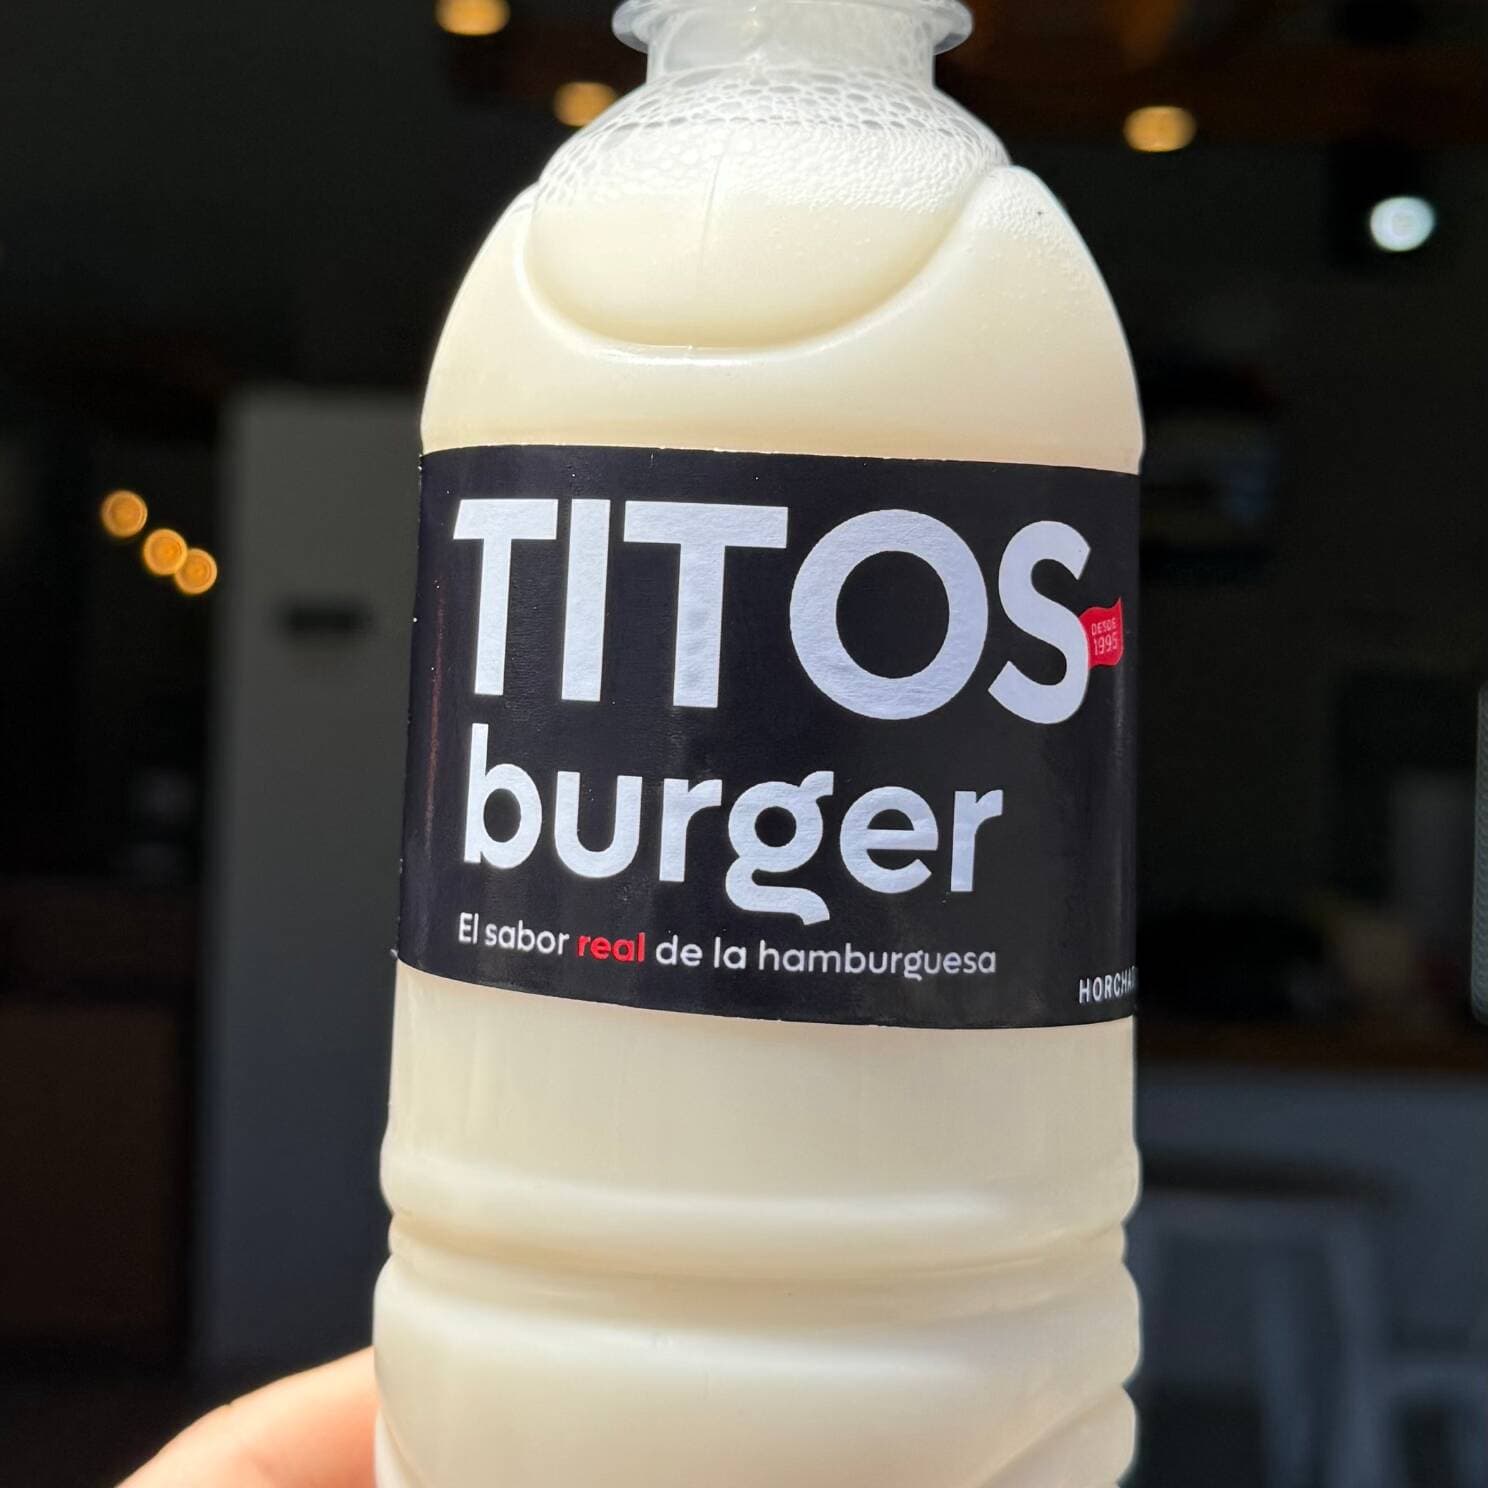 TITOS
DESDE
1995
burger
El sabor real de la hamburguesa